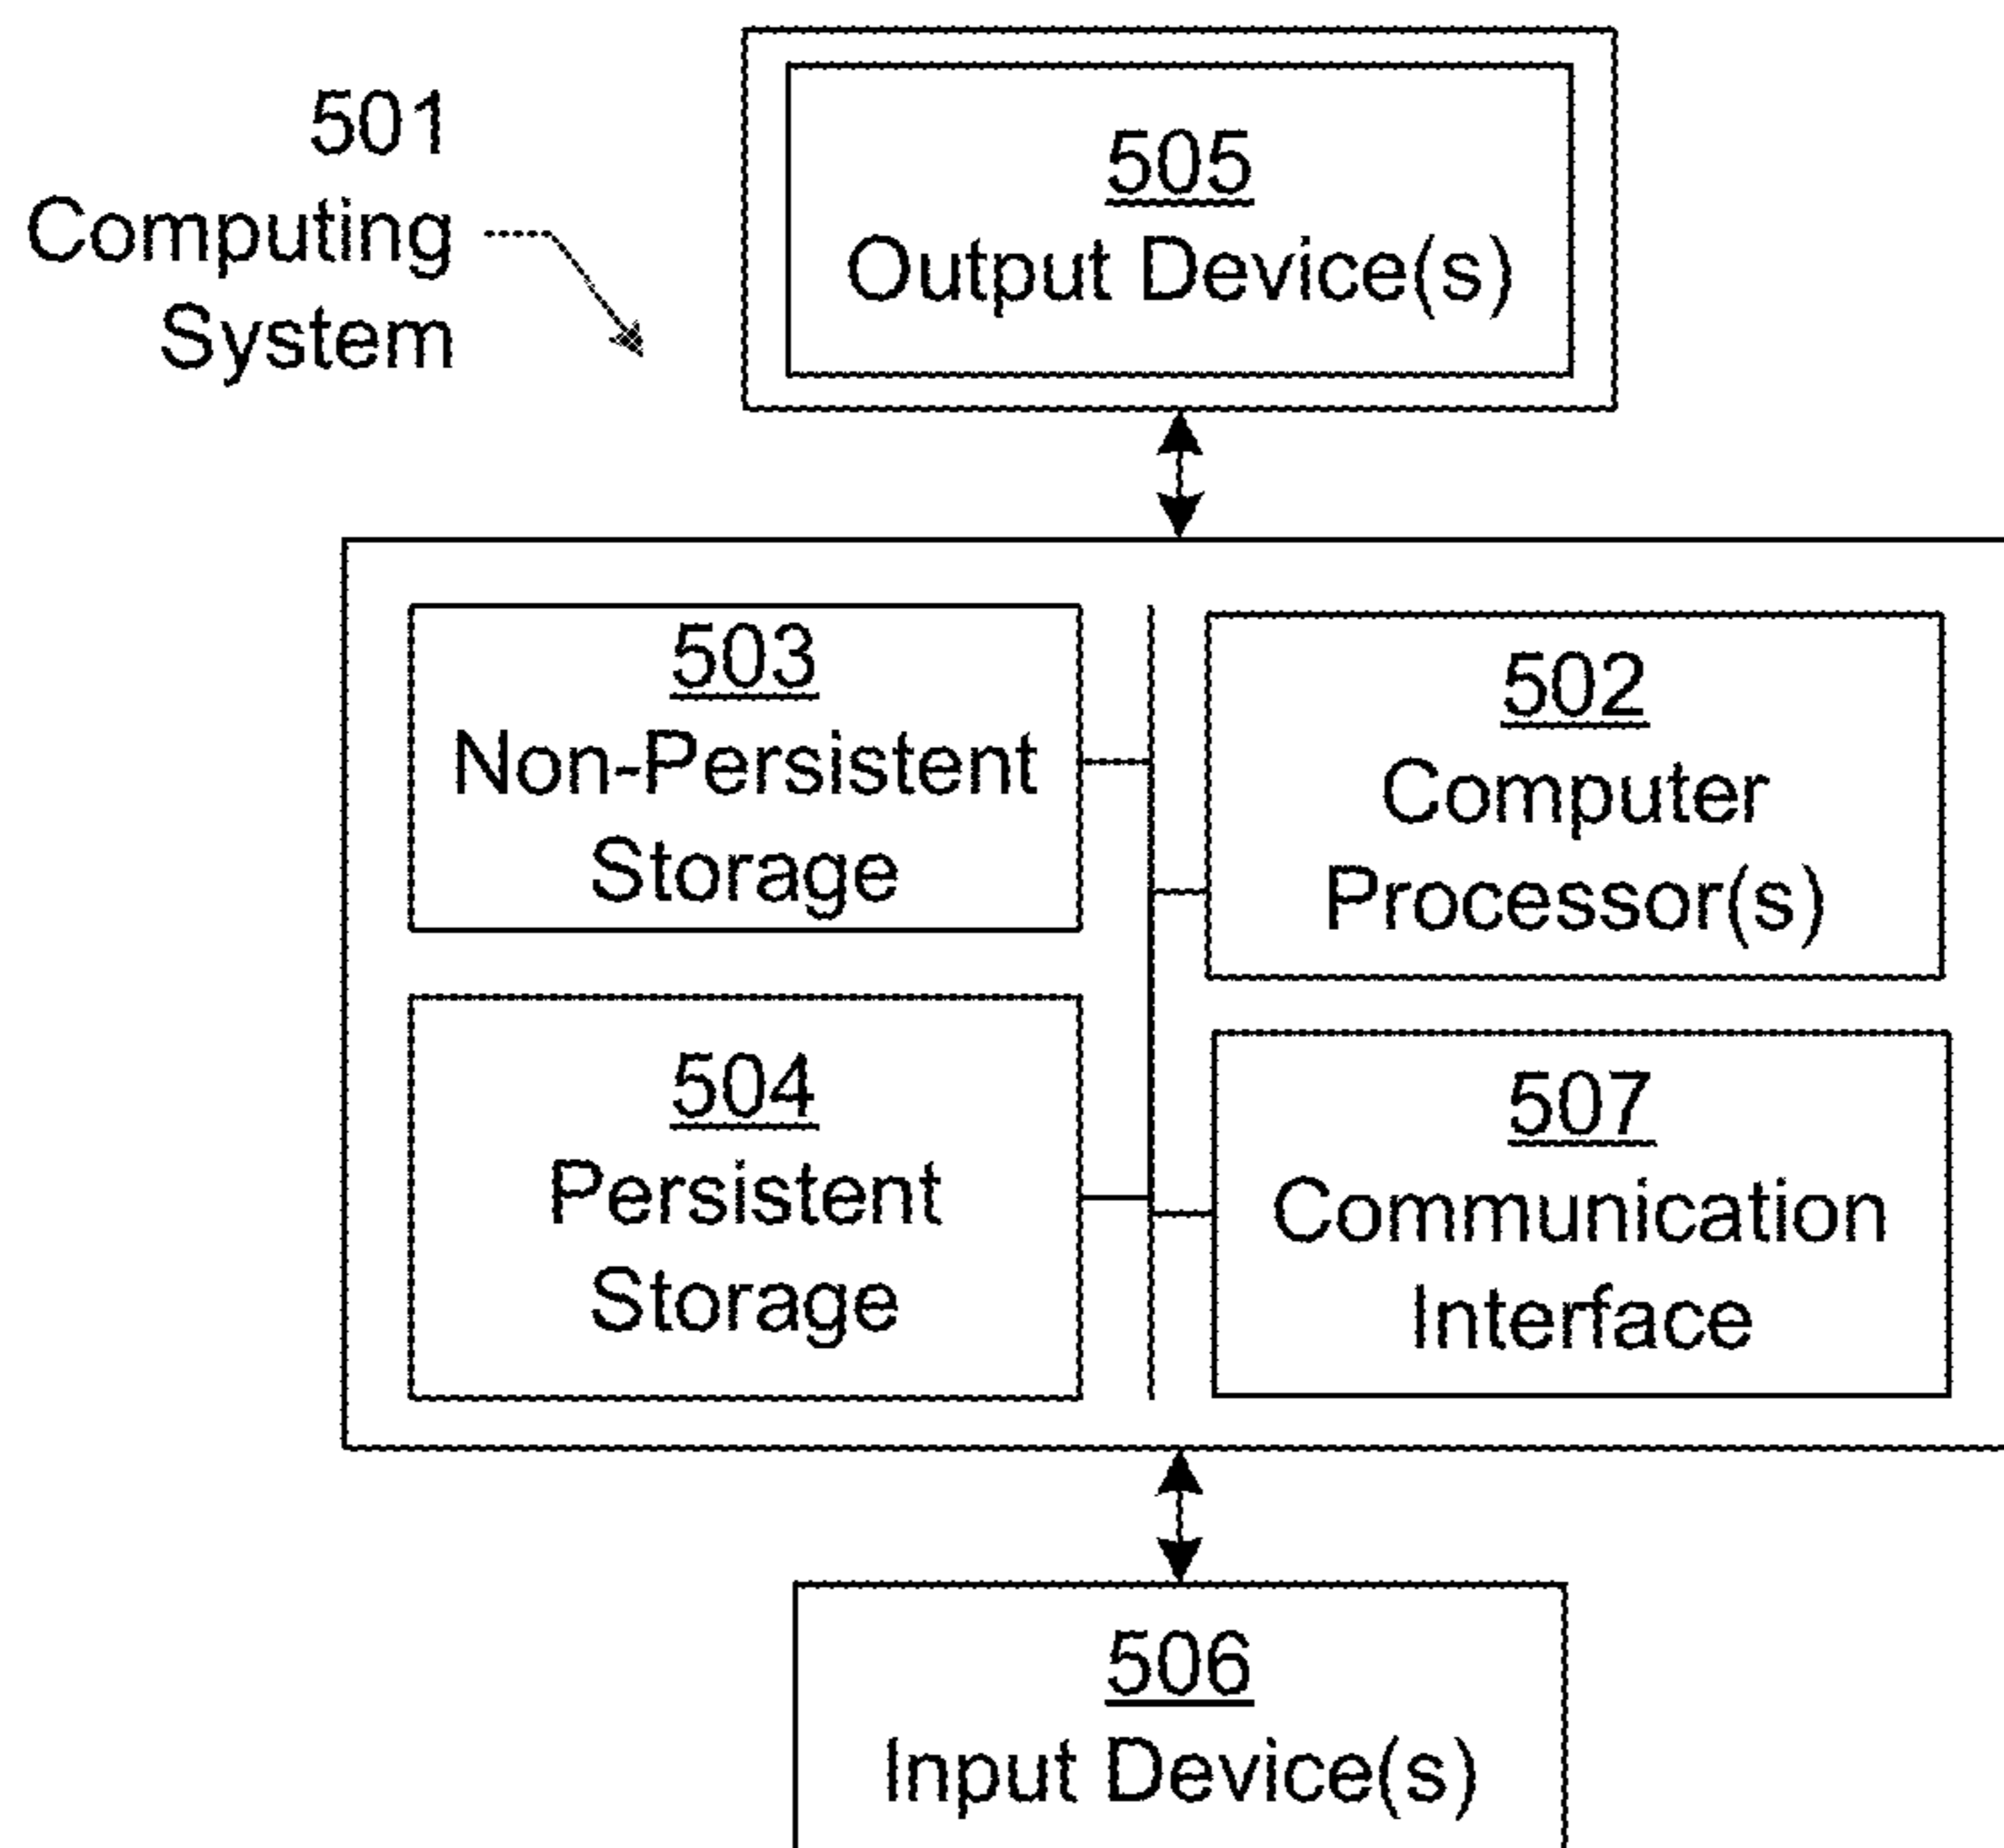 501
Computing
System
505
Output Device(s)
503
Non-Persistent
Storage
502
Computer
Processor(s)
504
Persistent
Storage
507
Communication
Interface
506
Input Device(s)